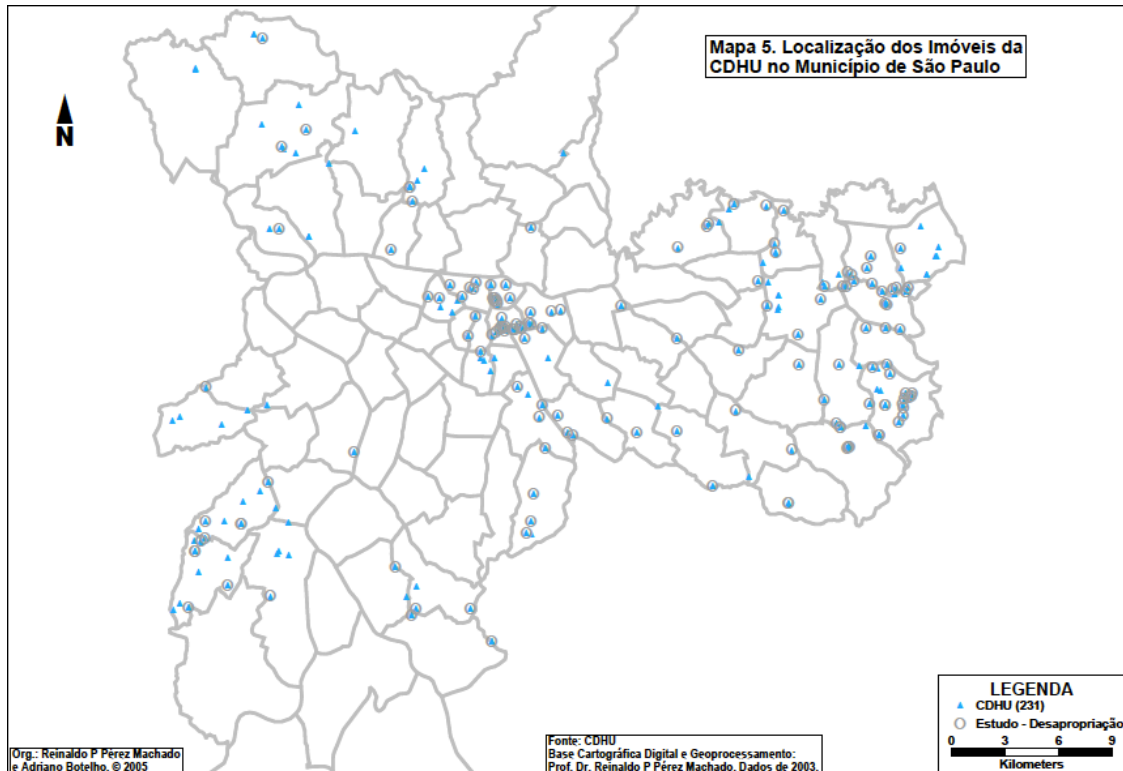 Mapa 5. Localização dos Imóveis da
CDHU no Município de São Paulo
N
LEGENDA
CDHU (231)
Estudo - Desapropriação
0 3 6 9
Kilometers
Org.: Reinaldo P Pérez Machado
e Adriano Botelho. © 2005
Fonte: CDHU
Base Cartográfica Digital e Geoprocessamento:
Prof. Dr. Reinaldo P Pérez Machado. Dados de 2003.